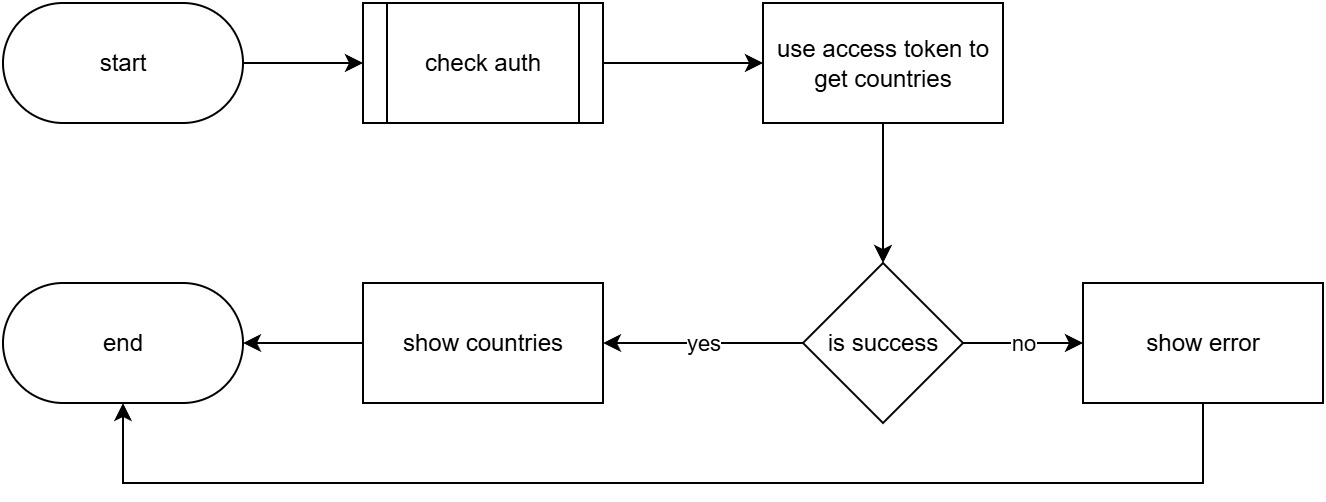 start
check auth
use access token to
get countries
end
show countries
yes
is success
no
show error